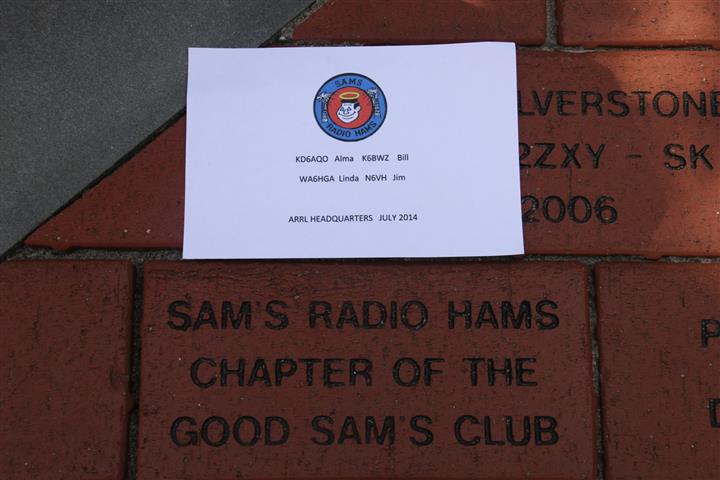 SAMS
RADIO HAMS
KD6AQO Alma K6BWZ Bill
WA6HGA Linda N6VH Jim
ARRL HEADQUARTERS JULY 2014
LVERSTONE
2ZXY - SK
2006
SAM'S RADIO HAMS
CHAPTER OF THE
GOOD SAM'S CLUB